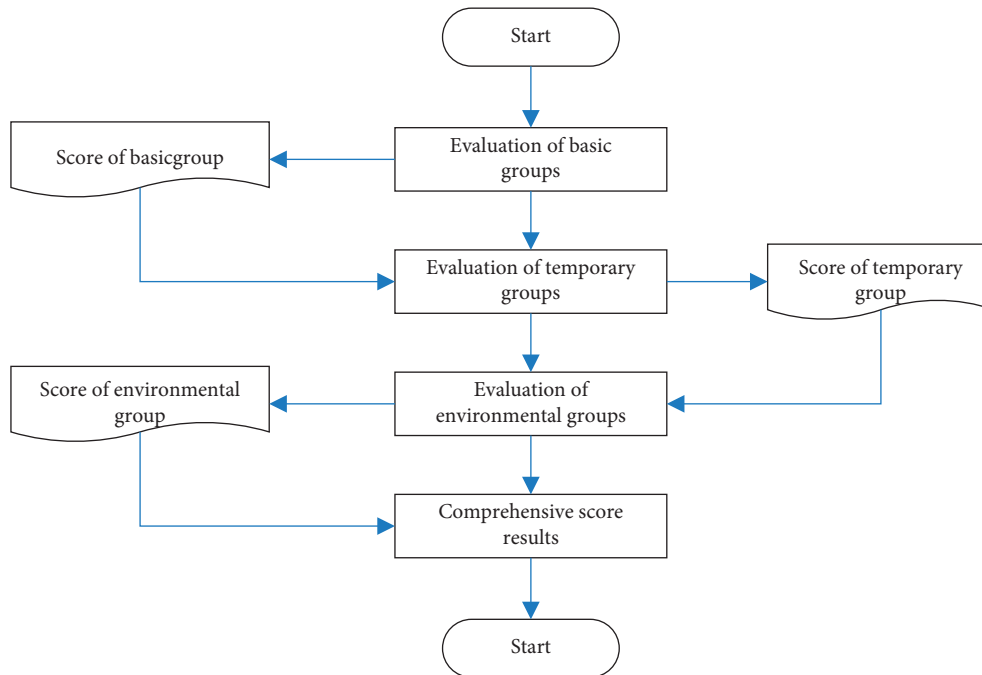 Start
Evaluation of basic
groups
Score of basicgroup
Evaluation of temporary
groups
Score of temporary
group
Evaluation of
environmental groups
Score of environmental
group
Comprehensive score
results
Start